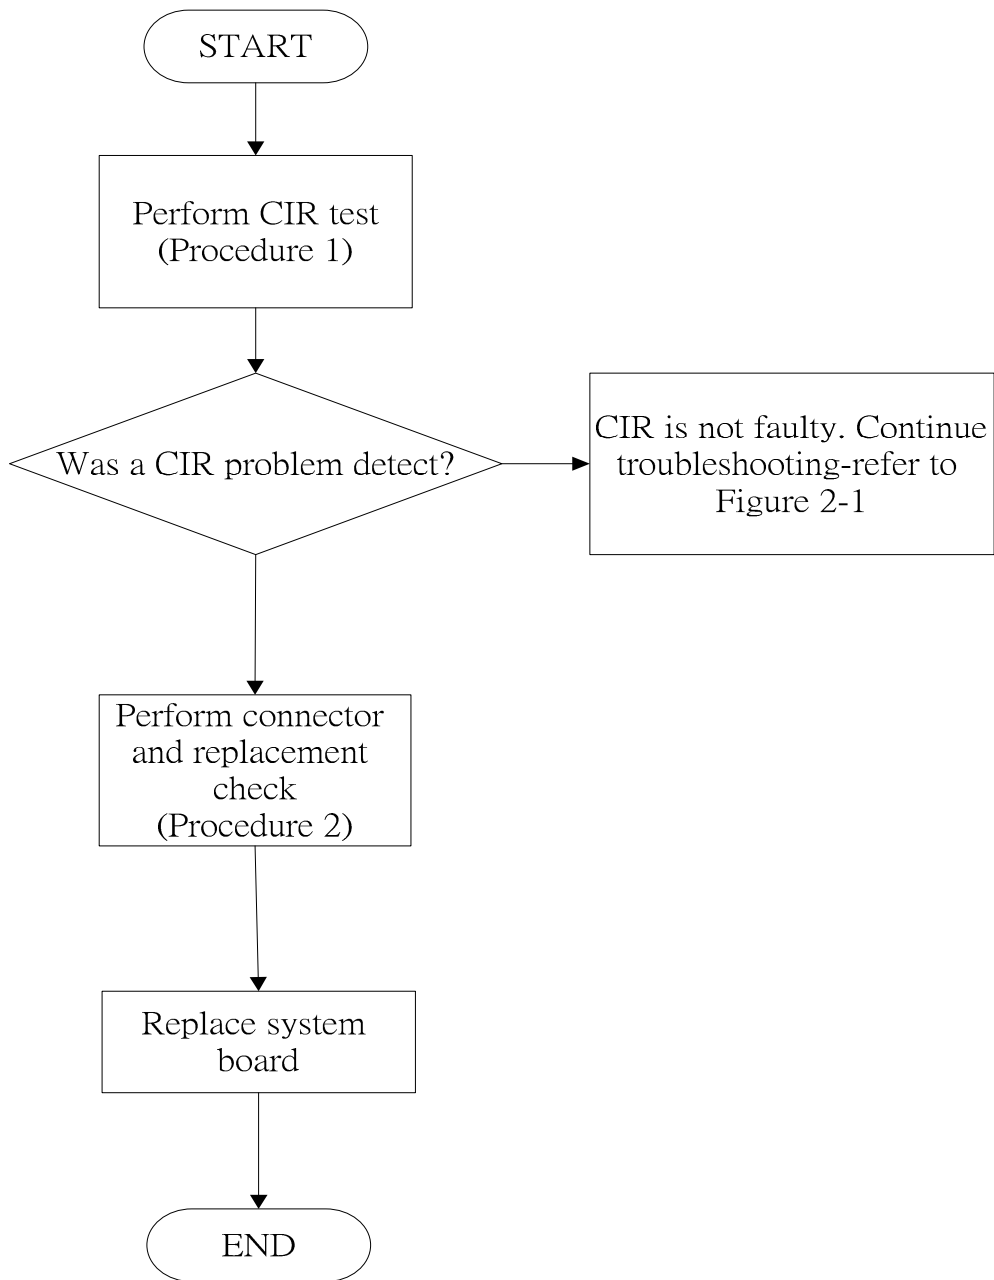 START
Perform CIR test
(Procedure 1)
Was a CIR problem detect?
CIR is not faulty. Continue
troubleshooting-refer to
Figure 2-1
Perform connector
and replacement
check
(Procedure 2)
Replace system
board
END